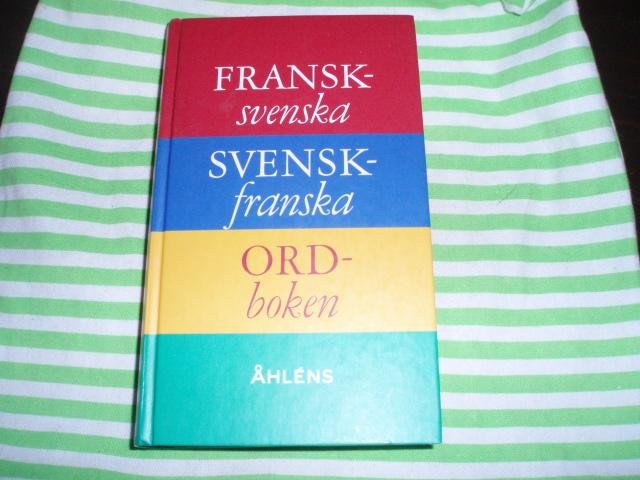 FRANSK-
svenska
SVENSK-
franska
ORD-
boken
ÅHLÉNS